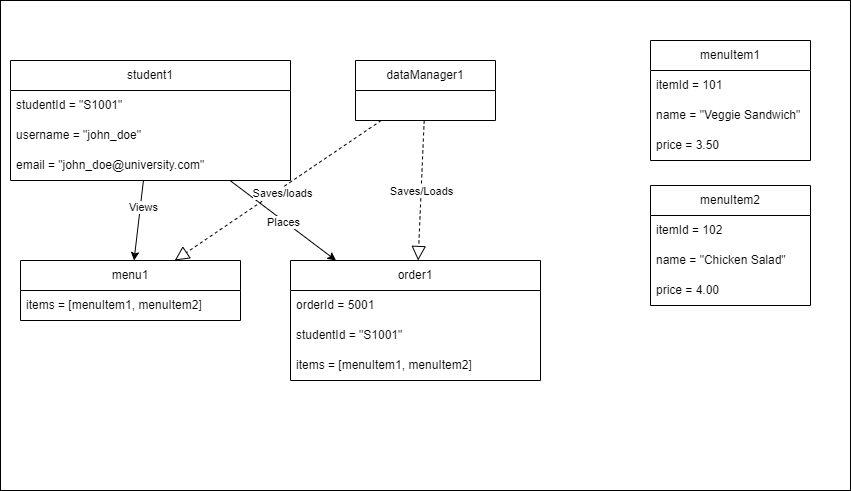 student1
studentId = "S1001"
username = "john_doe"
email = "john_doe@university.com"
dataManager1
menuItem1
itemId = 101
name = "Veggie Sandwich"
price = 3.50
menuItem2
itemId = 102
name = "Chicken Salad"
price = 4.00
Views
Saves/loads
Places
Saves/Loads
menu1
items = [menuItem1, menuItem2]
order1
orderId = 5001
studentId = "S1001"
items = [menuItem1, menuItem2]